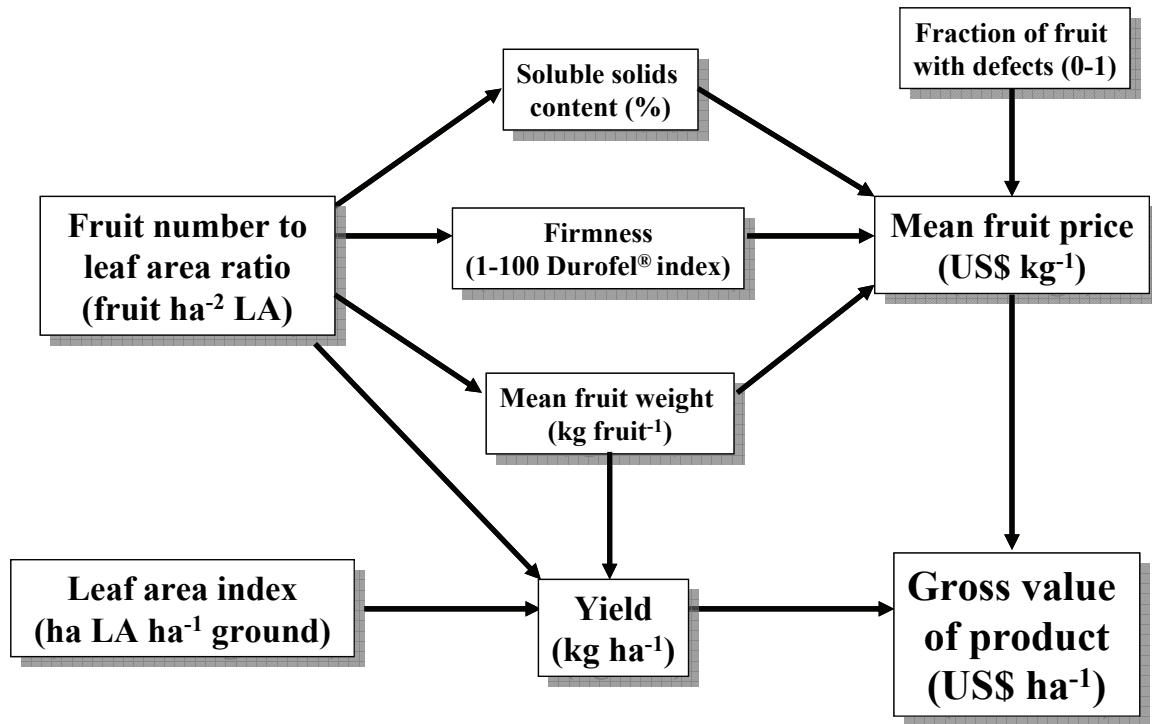 Fraction of fruit
with defects (0-1)
Soluble solids
content (%)
Fruit number to
leaf area ratio
(fruit ha⁻² LA)
Firmness
(1-100 Durofel® index)
Mean fruit price
(US$ kg⁻¹)
Mean fruit weight
(kg fruit⁻¹)
Leaf area index
(ha LA ha⁻¹ ground)
Yield
(kg ha⁻¹)
Gross value
of product
(US$ ha⁻¹)